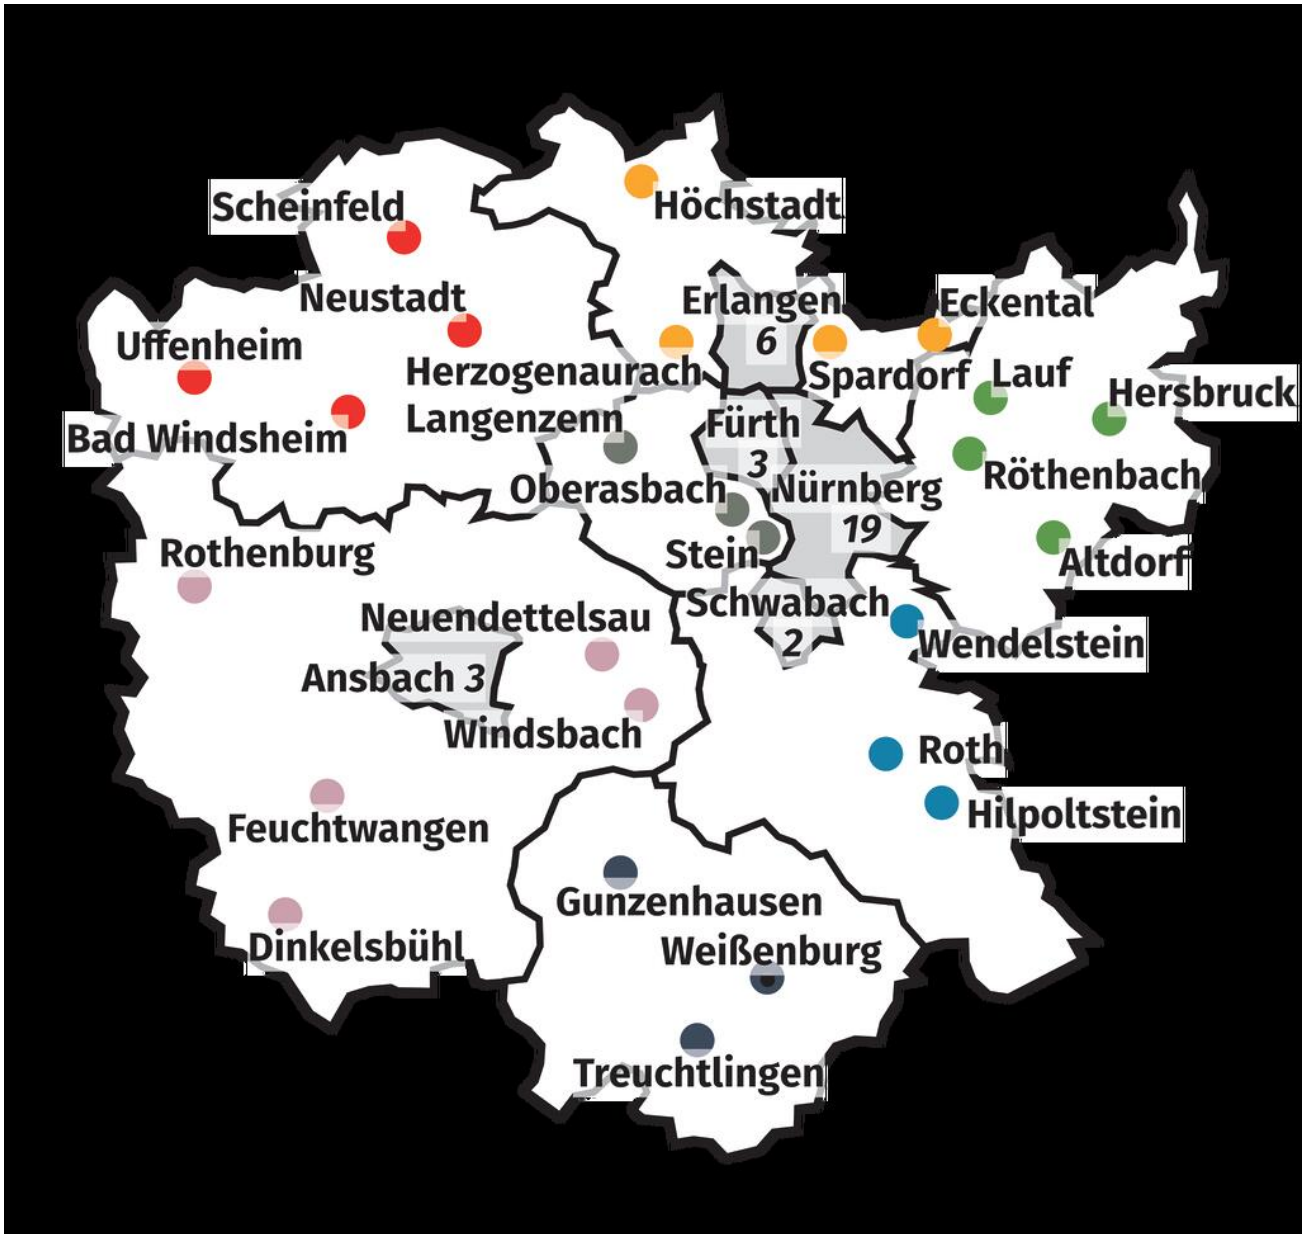 Scheinfeld
Höchstadt
Neustadt
Erlangen
6
Eckental
Uffenheim
Herzogenaurach
Spardorf
Lauf
Hersbruck
Langenzenn
Fürth
3
Bad Windsheim
Oberasbach
Nürnberg
19
Röthenbach
Rothenburg
Stein
Altdorf
Neuendettelsau
Schwabach
2
Wendelstein
Ansbach 3
Windsbach
Roth
Hilpoltstein
Feuchtwangen
Gunzenhausen
Dinkelsbühl
Weißenburg
Treuchtlingen